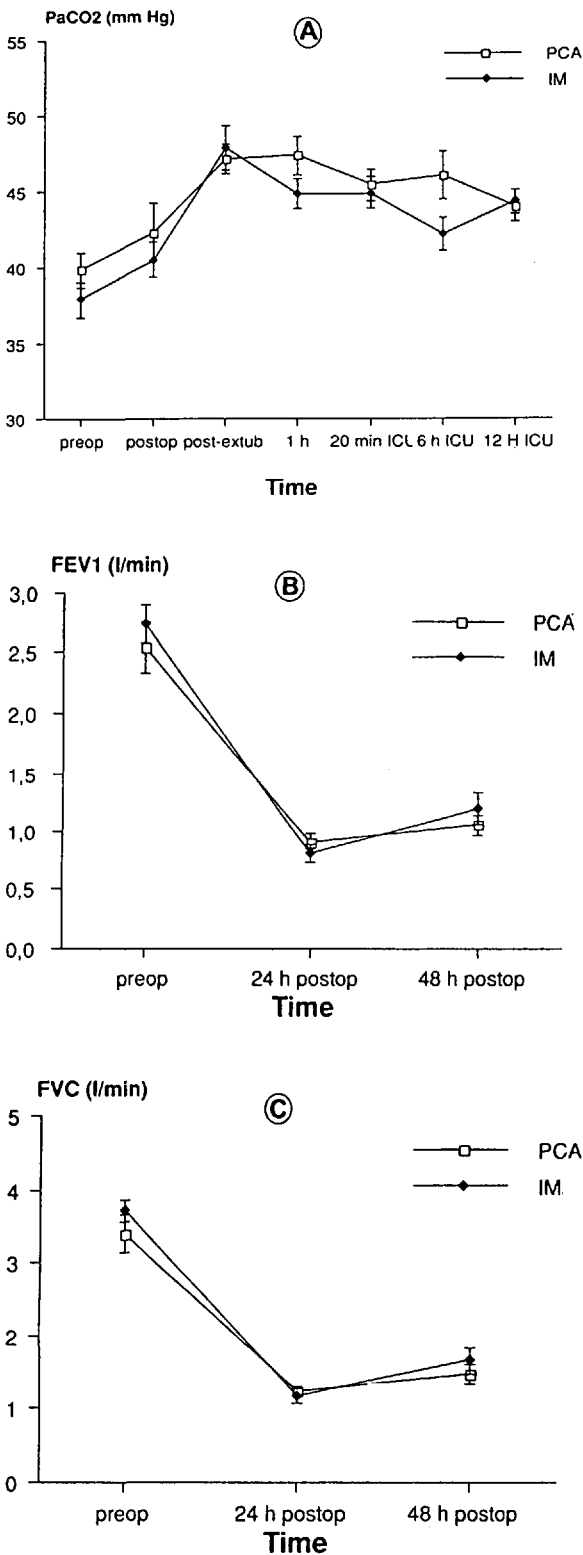 PaCO2 (mm Hg)
A
55
50
45
40
35
30
PCA
IM
preop postop post-extub 1 h 20 min ICU 6 h ICU 12 H ICU
Time
FEV1 (l/min)
B
3,0
2,5
2,0
1,5
1,0
0,5
0,0
PCA
IM
preop 24 h postop 48 h postop
Time
FVC (l/min)
C
5
4
3
2
1
0
PCA
IM
preop 24 h postop 48 h postop
Time